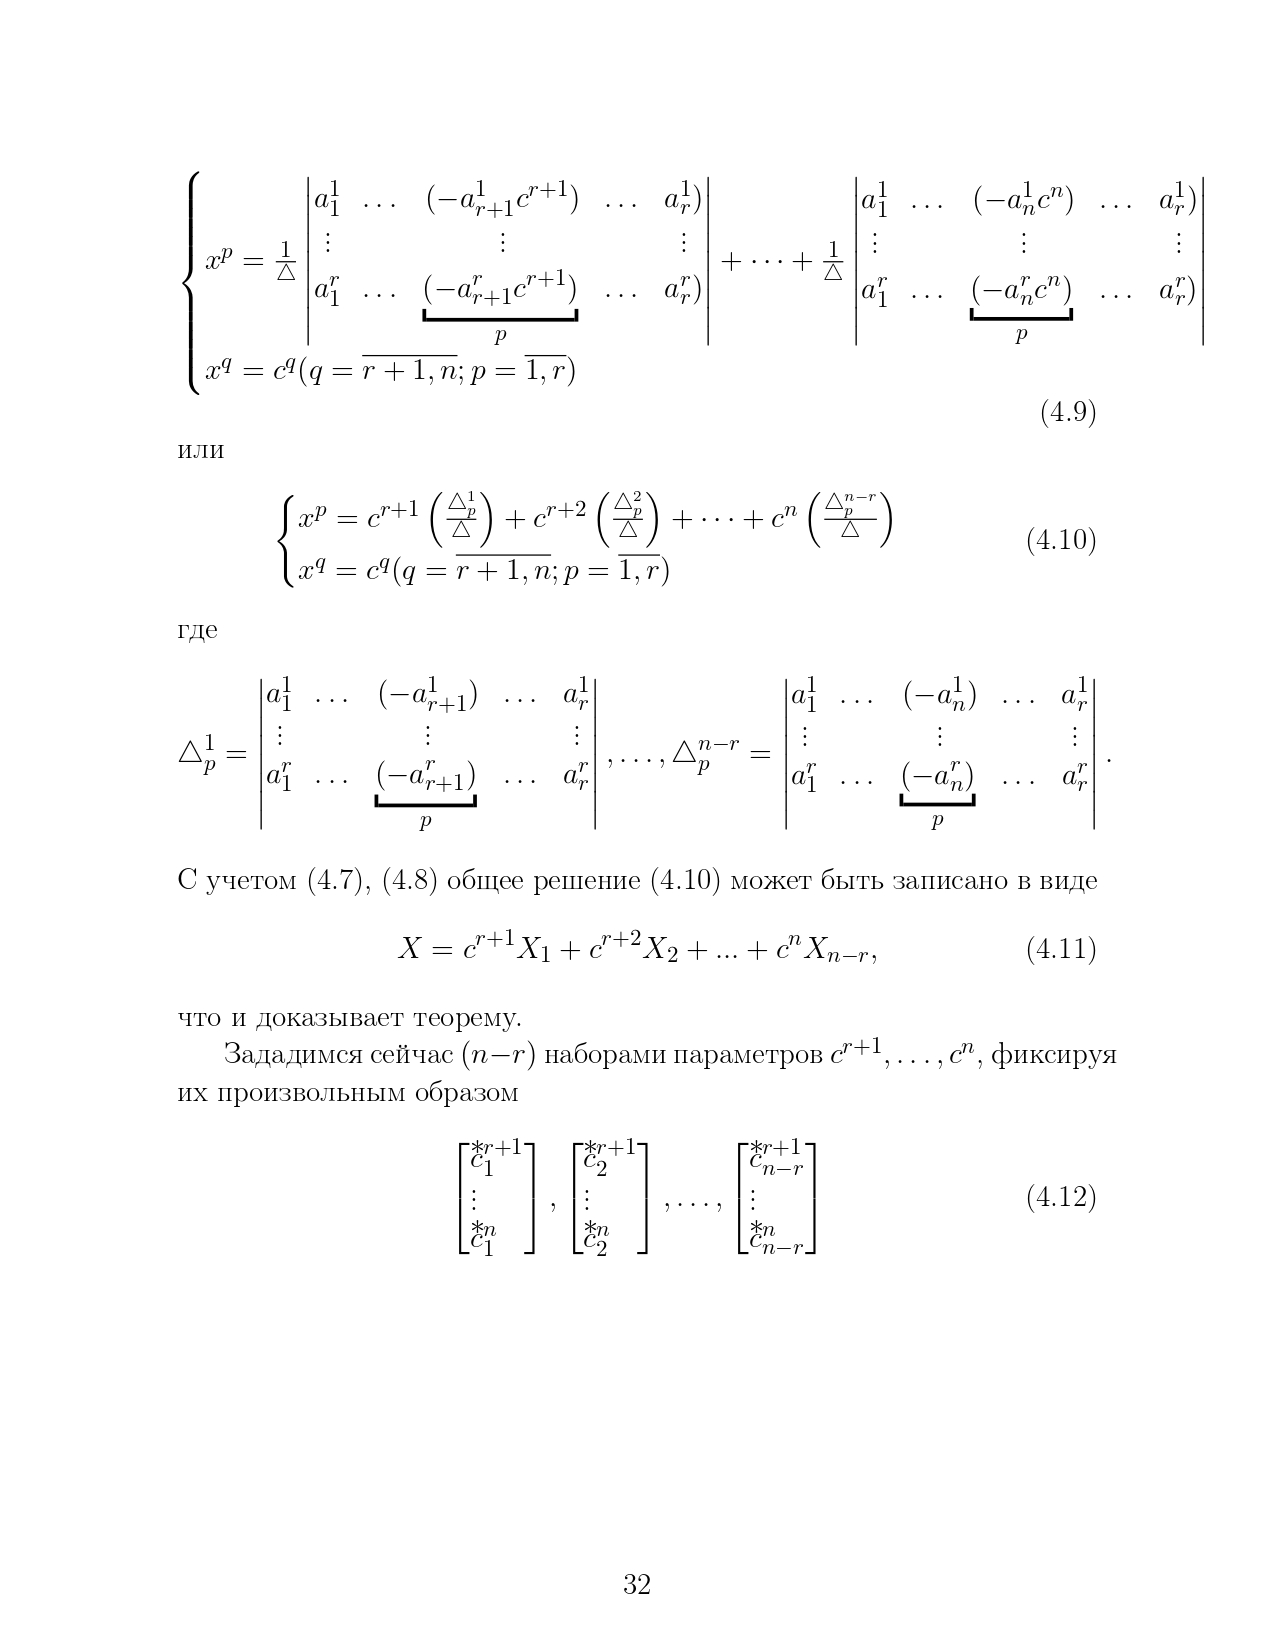 $$\begin{cases} x^p = \frac{1}{\triangle} \begin{vmatrix} a_1^1 & \dots & (-a_{r+1}^1 c^{r+1}) & \dots & a_r^1) \\ \vdots & & \vdots & & \vdots \\ a_1^r & \dots & \underbrace{(-a_{r+1}^r c^{r+1})}_{p} & \dots & a_r^r) \end{vmatrix} + \dots + \frac{1}{\triangle} \begin{vmatrix} a_1^1 & \dots & (-a_n^1 c^n) & \dots & a_r^1) \\ \vdots & & \vdots & & \vdots \\ a_1^r & \dots & \underbrace{(-a_n^r c^n)}_{p} & \dots & a_r^r) \end{vmatrix} \\ x^q = c^q (q = \overline{r+1, n}; p = \overline{1, r}) \end{cases}$$
(4.9)
или
$$\begin{cases} x^p = c^{r+1} \left( \frac{\triangle_p^1}{\triangle} \right) + c^{r+2} \left( \frac{\triangle_p^2}{\triangle} \right) + \dots + c^n \left( \frac{\triangle_p^{n-r}}{\triangle} \right) \\ x^q = c^q (q = \overline{r+1, n}; p = \overline{1, r}) \end{cases}$$ (4.10)
где
$$\triangle_p^1 = \begin{vmatrix} a_1^1 & \dots & (-a_{r+1}^1) & \dots & a_r^1 \\ \vdots & & \vdots & & \vdots \\ a_1^r & \dots & \underbrace{(-a_{r+1}^r)}_{p} & \dots & a_r^r \end{vmatrix}, \dots, \triangle_p^{n-r} = \begin{vmatrix} a_1^1 & \dots & (-a_n^1) & \dots & a_r^1 \\ \vdots & & \vdots & & \vdots \\ a_1^r & \dots & \underbrace{(-a_n^r)}_{p} & \dots & a_r^r \end{vmatrix}.$$
С учетом (4.7), (4.8) общее решение (4.10) может быть записано в виде
$$X = c^{r+1} X_1 + c^{r+2} X_2 + ... + c^n X_{n-r},$$ (4.11)
что и доказывает теорему.
Зададимся сейчас $(n-r)$ наборами параметров $c^{r+1}, \dots, c^n$, фиксируя
их произвольным образом
$$\begin{bmatrix} \overset{*}{c}{}_1^{r+1} \\ \vdots \\ \overset{*}{c}{}_1^n \end{bmatrix}, \begin{bmatrix} \overset{*}{c}{}_2^{r+1} \\ \vdots \\ \overset{*}{c}{}_2^n \end{bmatrix}, \dots, \begin{bmatrix} \overset{*}{c}{}_{n-r}^{r+1} \\ \vdots \\ \overset{*}{c}{}_{n-r}^n \end{bmatrix}$$ (4.12)
32